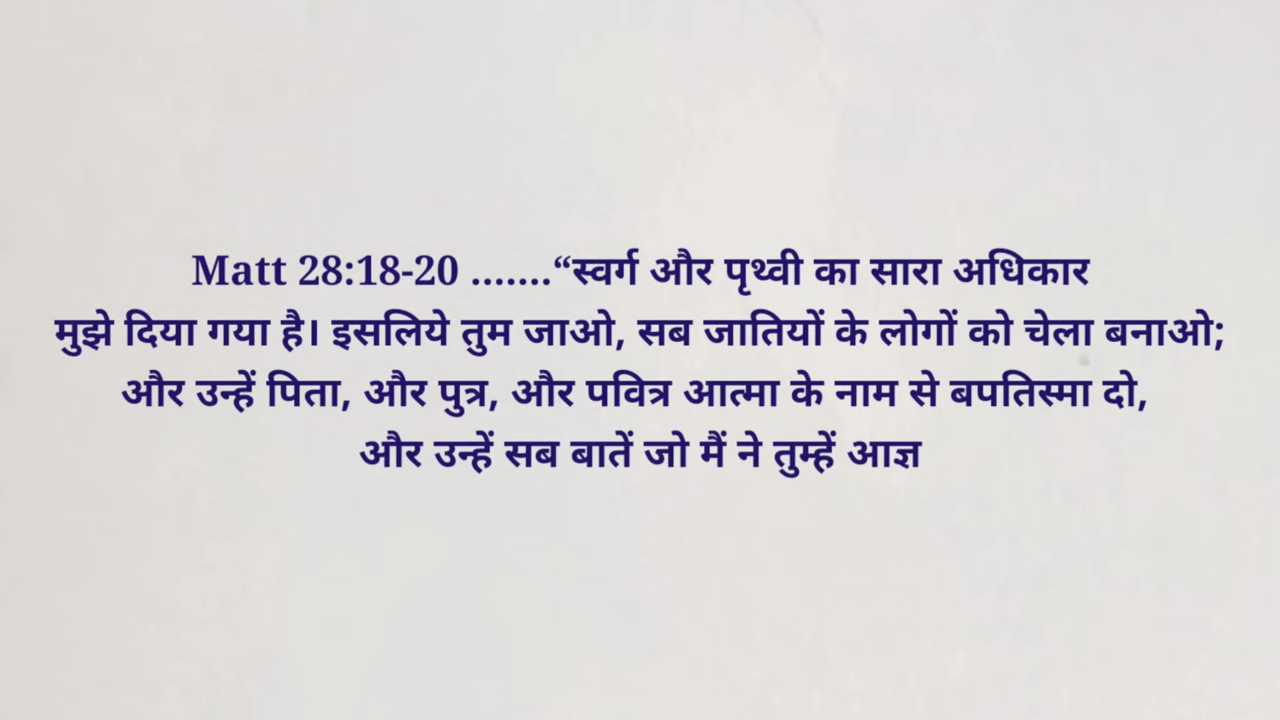 Matt 28:18-20 .......“स्वर्ग और पृथ्वी का सारा अधिकार
मुझे दिया गया है। इसलिये तुम जाओ, सब जातियों के लोगों को चेला बनाओ;
और उन्हें पिता, और पुत्र, और पवित्र आत्मा के नाम से बपतिस्मा दो,
और उन्हें सब बातें जो मैं ने तुम्हें आज्ञ